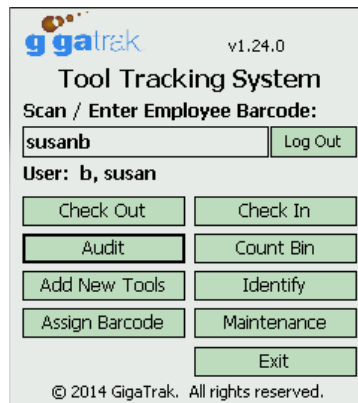 gigatrak v1.24.0
Tool Tracking System
Scan / Enter Employee Barcode:
susanb Log Out
User: b, susan
Check Out Check In
Audit Count Bin
Add New Tools Identify
Assign Barcode Maintenance
Exit
© 2014 GigaTrak. All rights reserved.